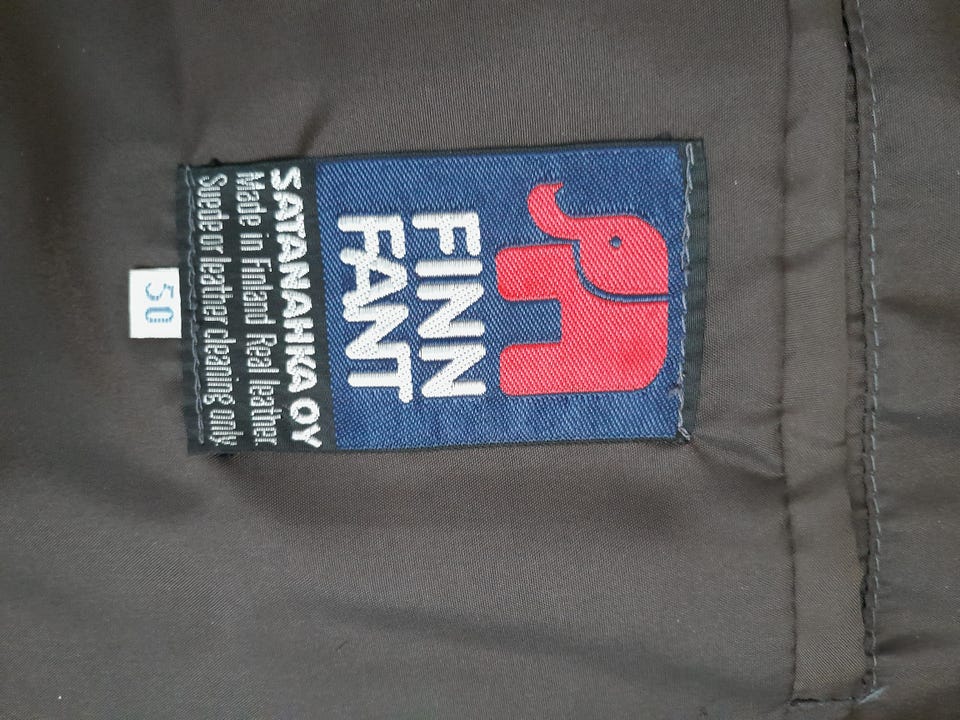 FINN
FANT
SATANAHKA OY
Made in Finland Real leather
Suede or leather cleaning only
50